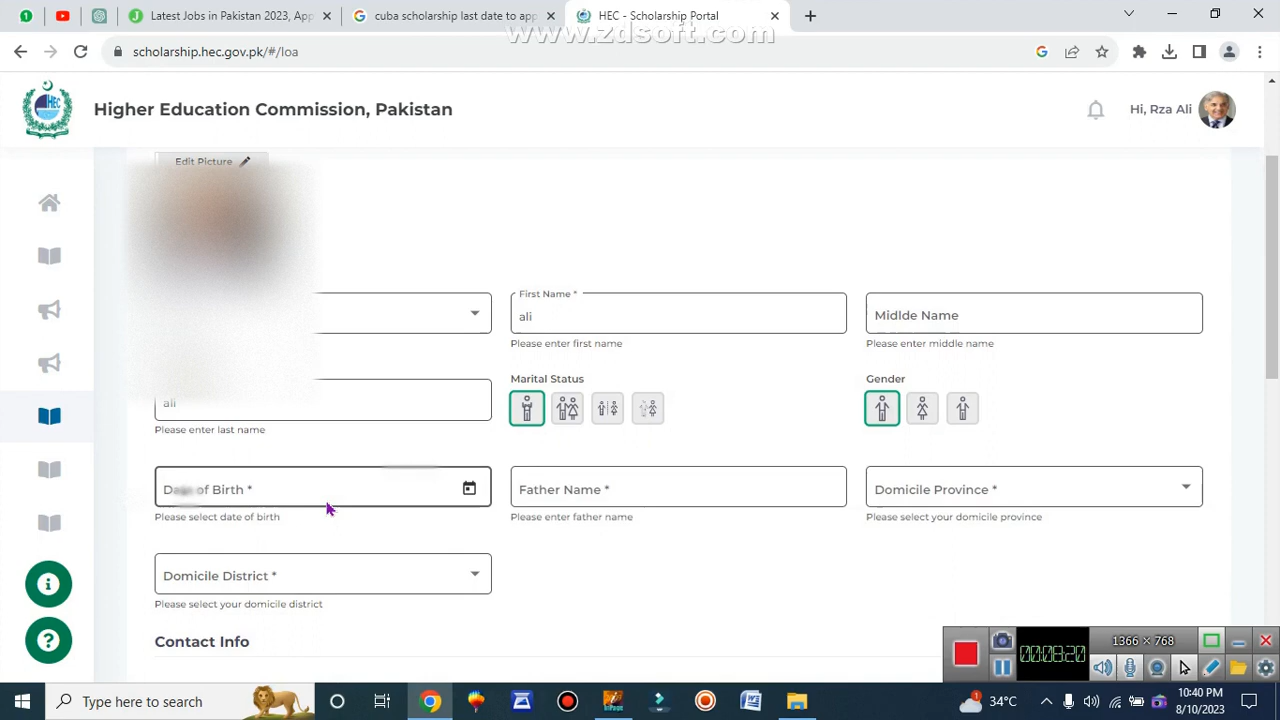 Latest Jobs in Pakistan 2023, App
cuba scholarship last date to app
HEC - Scholarship Portal
www.zdsoft.com
scholarship.hec.gov.pk/#/loa
Higher Education Commission, Pakistan
Hi, Rza Ali
Edit Picture
First Name *
ali
Midlde Name
Please enter first name
Please enter middle name
Marital Status
Gender
ali
Please enter last name
of Birth *
Father Name *
Domicile Province *
Please select date of birth
Please enter father name
Please select your domicile province
Domicile District *
Please select your domicile district
Contact Info
1366 × 768
00:08:20
Type here to search
34°C
10:40 PM
8/10/2023